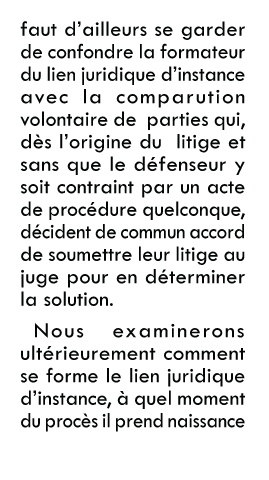 faut d'ailleurs se garder
de confondre la formateur
du lien juridique d'instance
avec la comparution
volontaire de parties qui,
dès l'origine du litige et
sans que le défenseur y
soit contraint par un acte
de procédure quelconque,
décident de commun accord
de soumettre leur litige au
juge pour en déterminer
la solution.
Nous examinerons
ultérieurement comment
se forme le lien juridique
d'instance, à quel moment
du procès il prend naissance